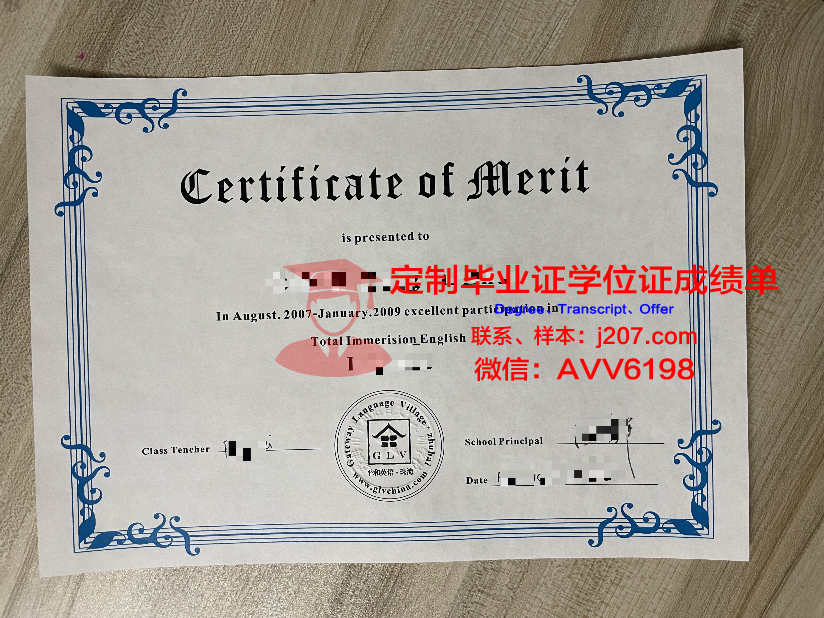 Certificate of Merit
is presented to
定制毕业证学位证成绩单
Degree、Transcript、Offer
In August. 2007-January.2009 excellent participation in
Total Immerision English
联系、样本：j207.com
微信：AVV6198
Gateway Language Village · zhuhai
GLV
www.glvchina.com
Class Tencher
School Principal
Date